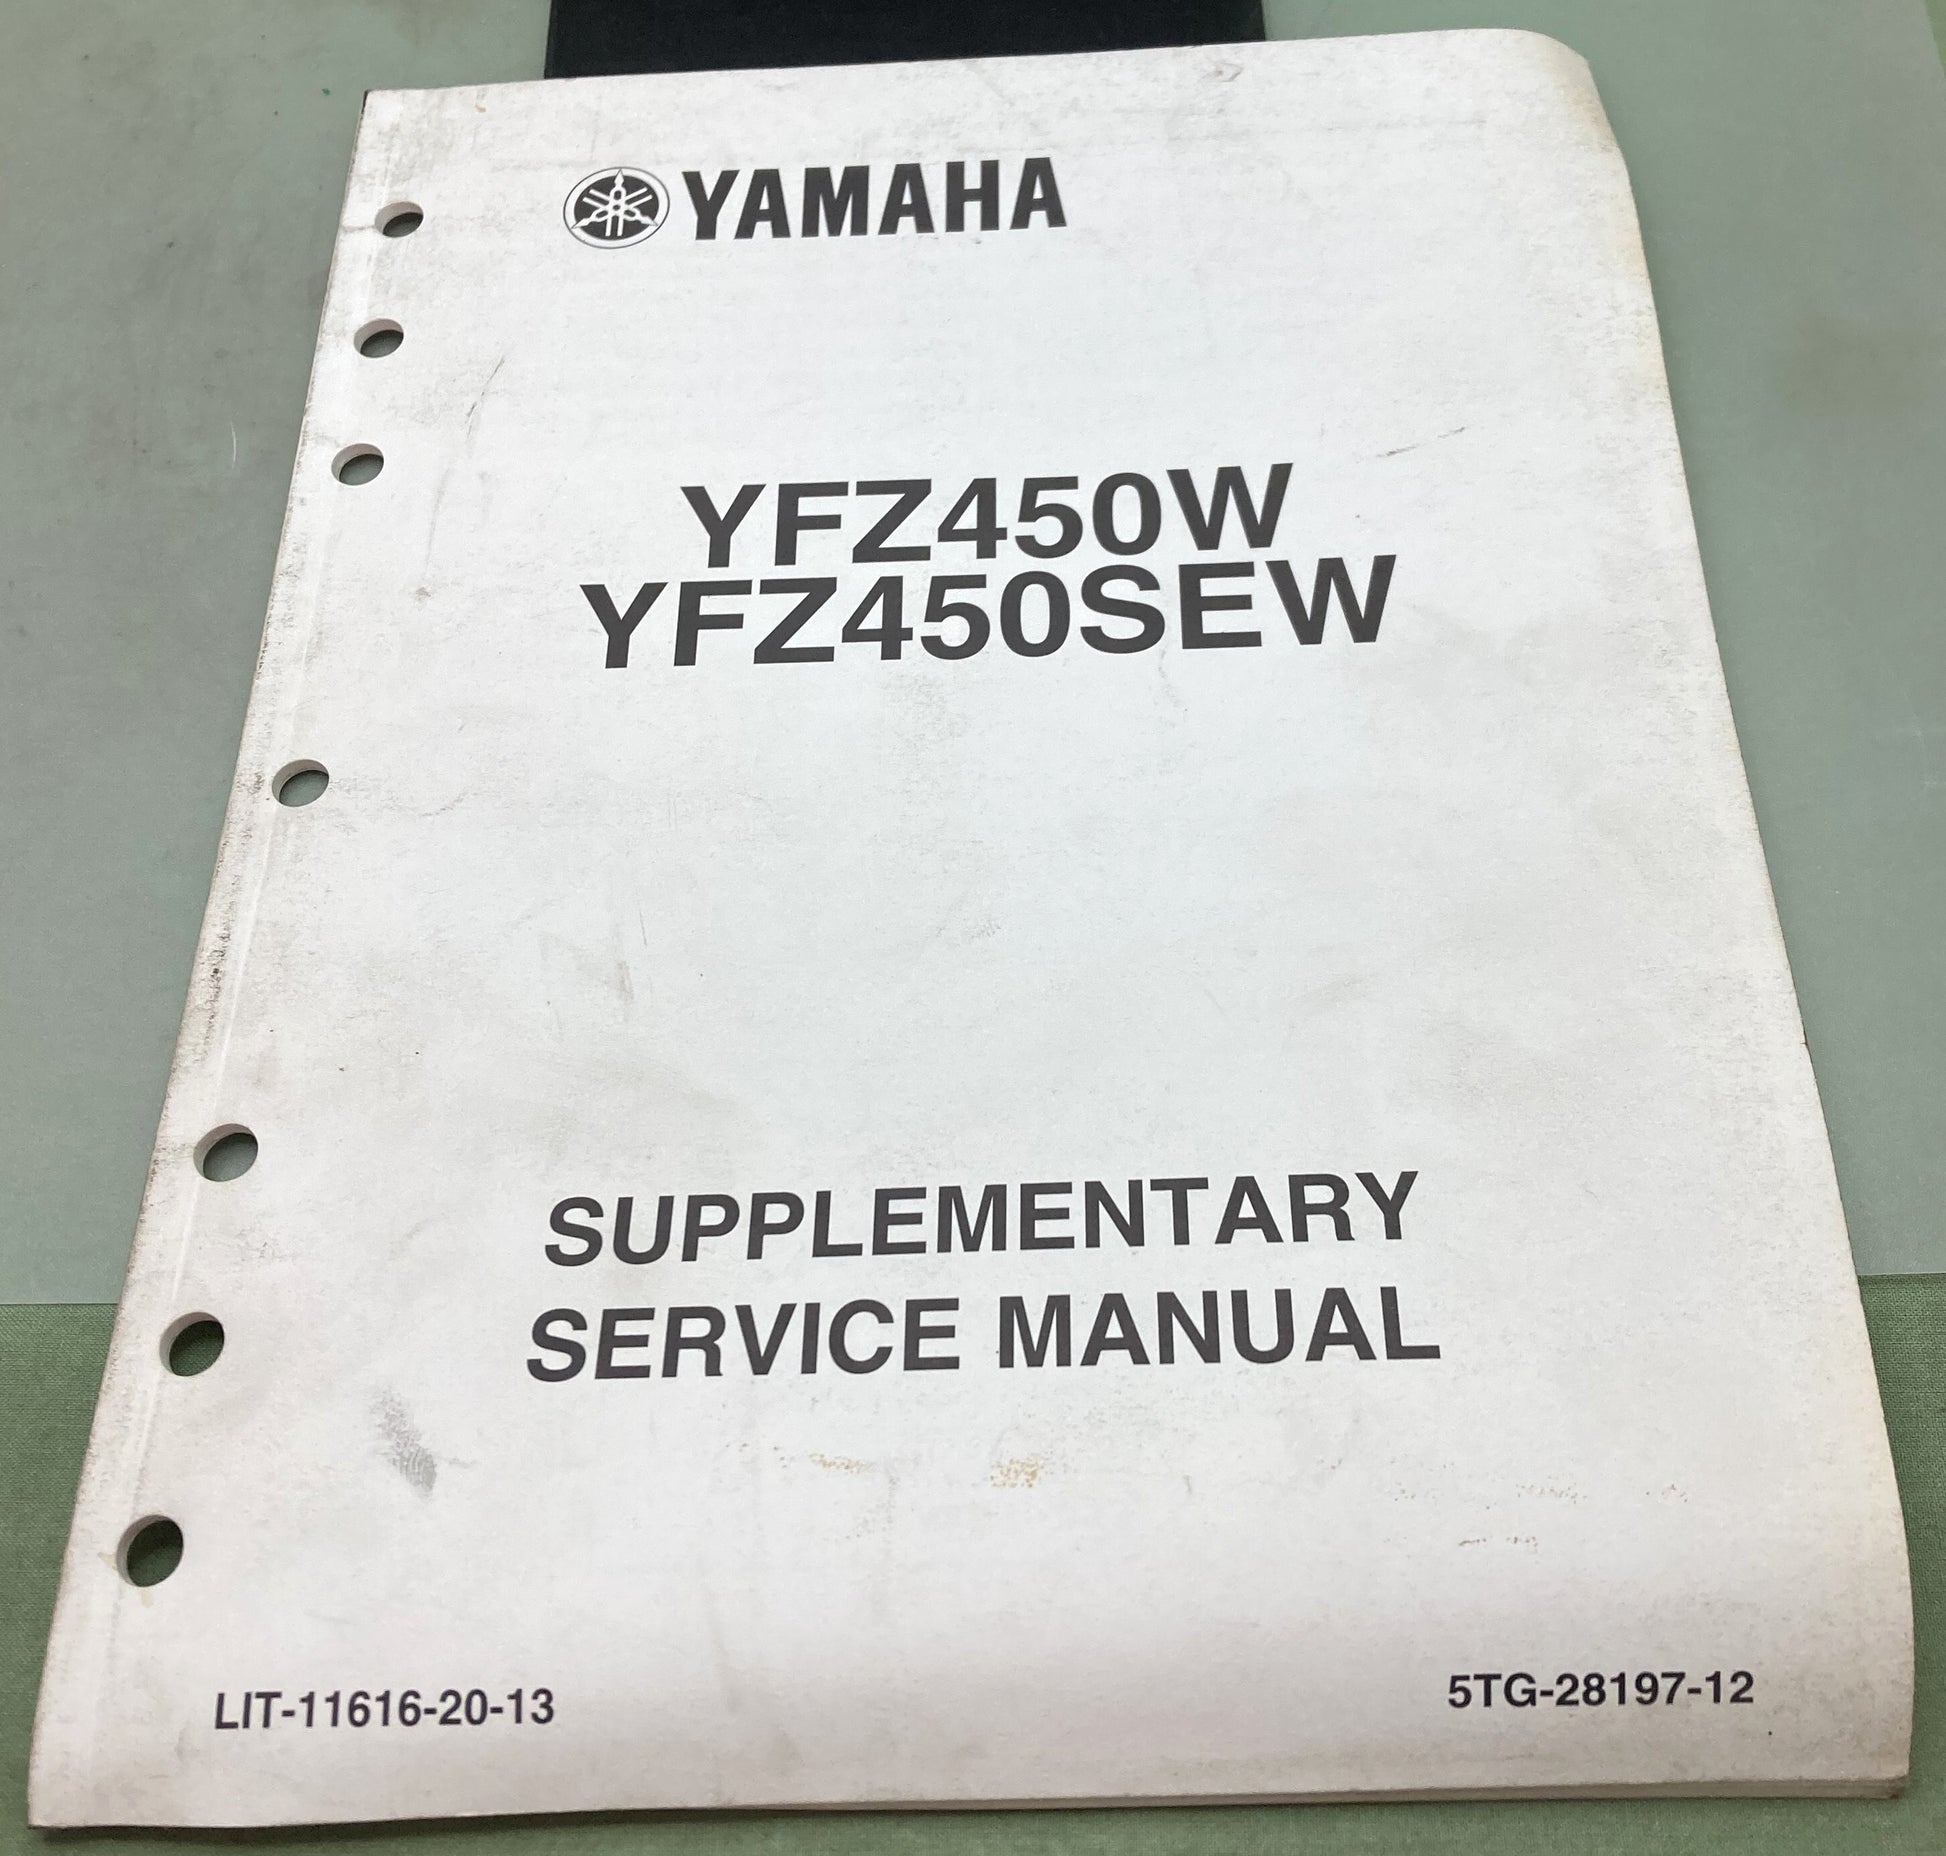 YAMAHA
YFZ450W
YFZ450SEW
SUPPLEMENTARY
SERVICE MANUAL
LIT-11616-20-13
5TG-28197-12